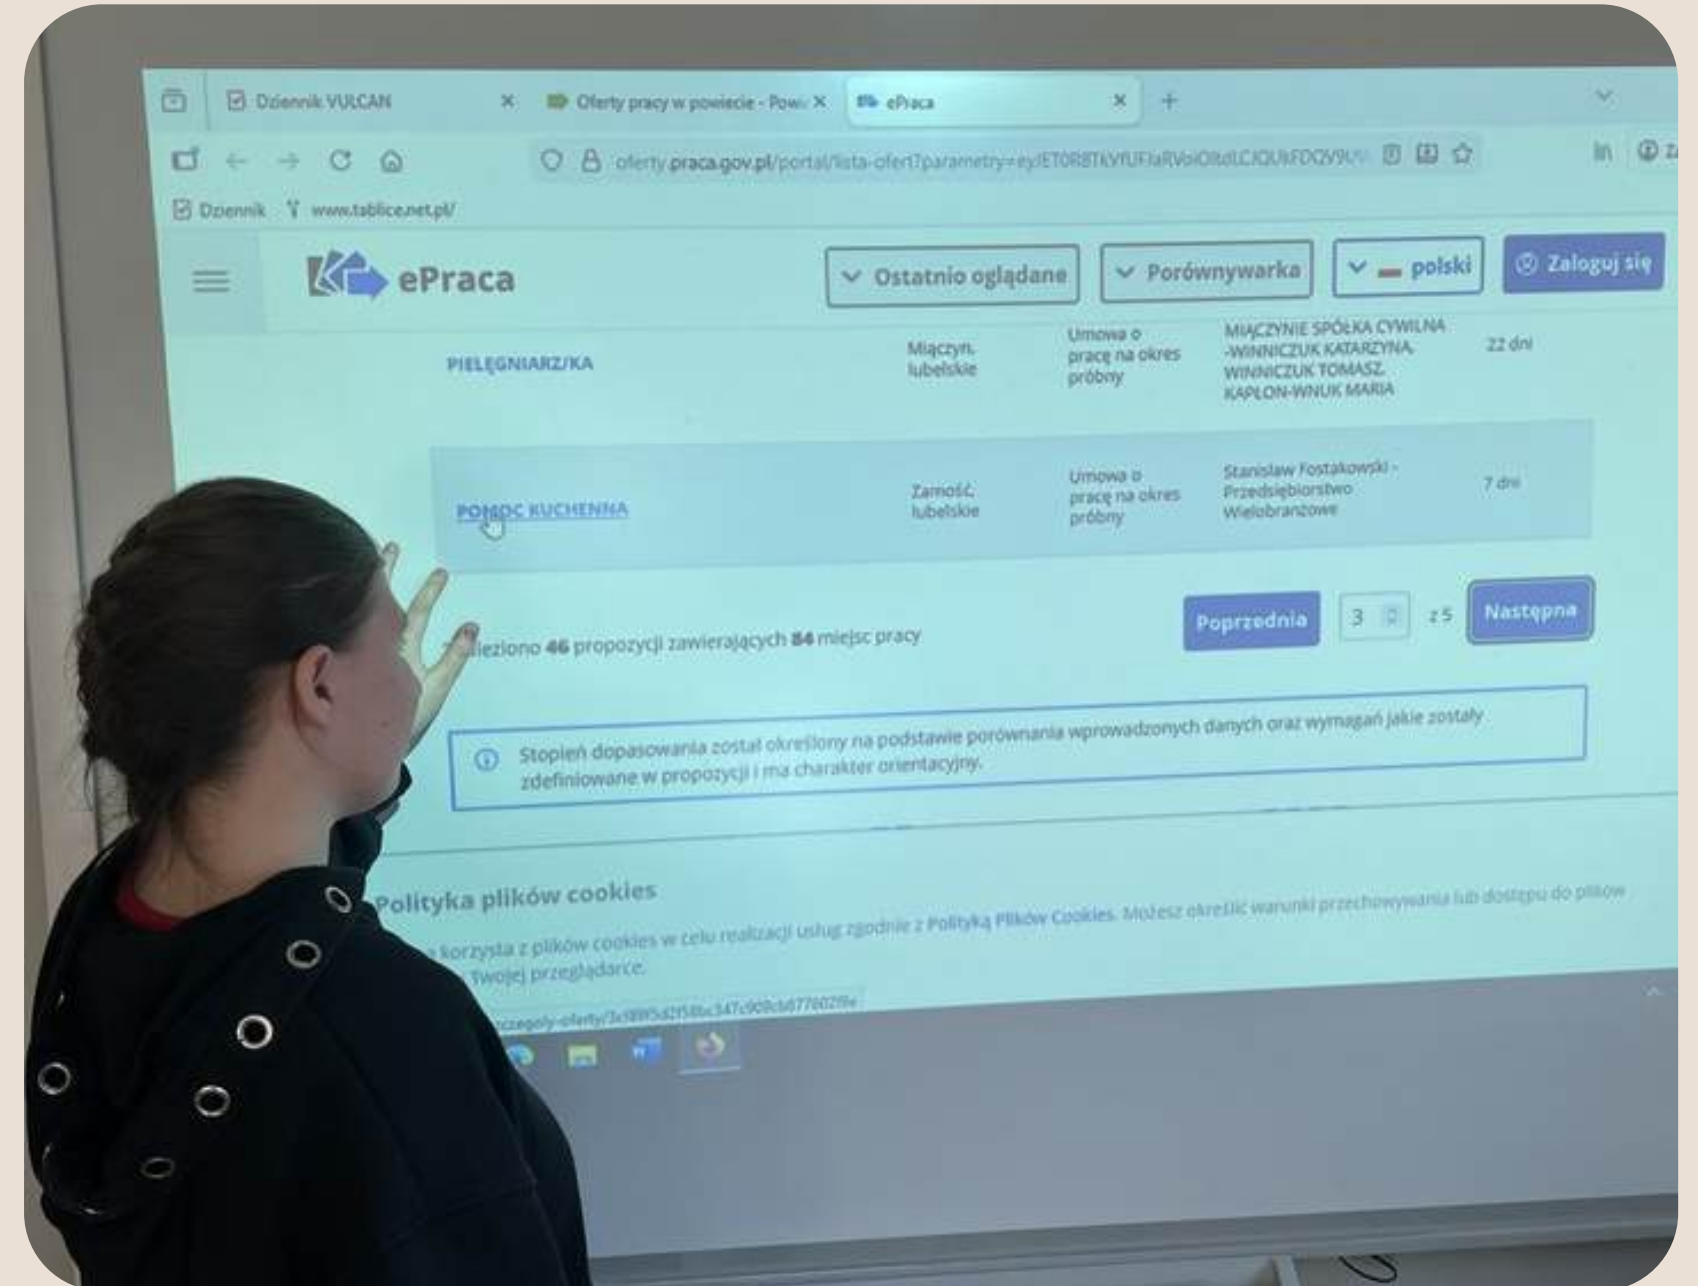 Dziennik VULCAN
Oferty pracy w powiecie - Powi
ePraca
oferty.praca.gov.pl/portal/lista-ofert?parametry=
Dziennik
www.tablice.net.pl/
ePraca
Ostatnio oglądane
Porównywarka
polski
Zaloguj się
PIELĘGNIARZ/KA
Miączyn,
lubelskie
Umowa o
pracę na okres
próbny
MIĄCZYNIE SPÓŁKA CYWILNA
-WINNICZUK KATARZYNA,
WINNICZUK TOMASZ,
KAPŁON-WNUK MARIA
22 dni
POMOC KUCHENNA
Zamość,
lubelskie
Umowa o
pracę na okres
próbny
Stanisław Fostakowski -
Przedsiębiorstwo
Wielobranżowe
7 dni
leziono 46 propozycji zawierających 84 miejsc pracy
Poprzednia
3
z 5
Następna
Stopień dopasowania został określony na podstawie porównania wprowadzonych danych oraz wymagań jakie zostały
zdefiniowane w propozycji i ma charakter orientacyjny.
Polityka plików cookies
korzysta z plików cookies w celu realizacji usług zgodnie z Polityką Plików Cookies. Możesz określić warunki przechowywania lub dostępu do plików
Twojej przeglądarce.